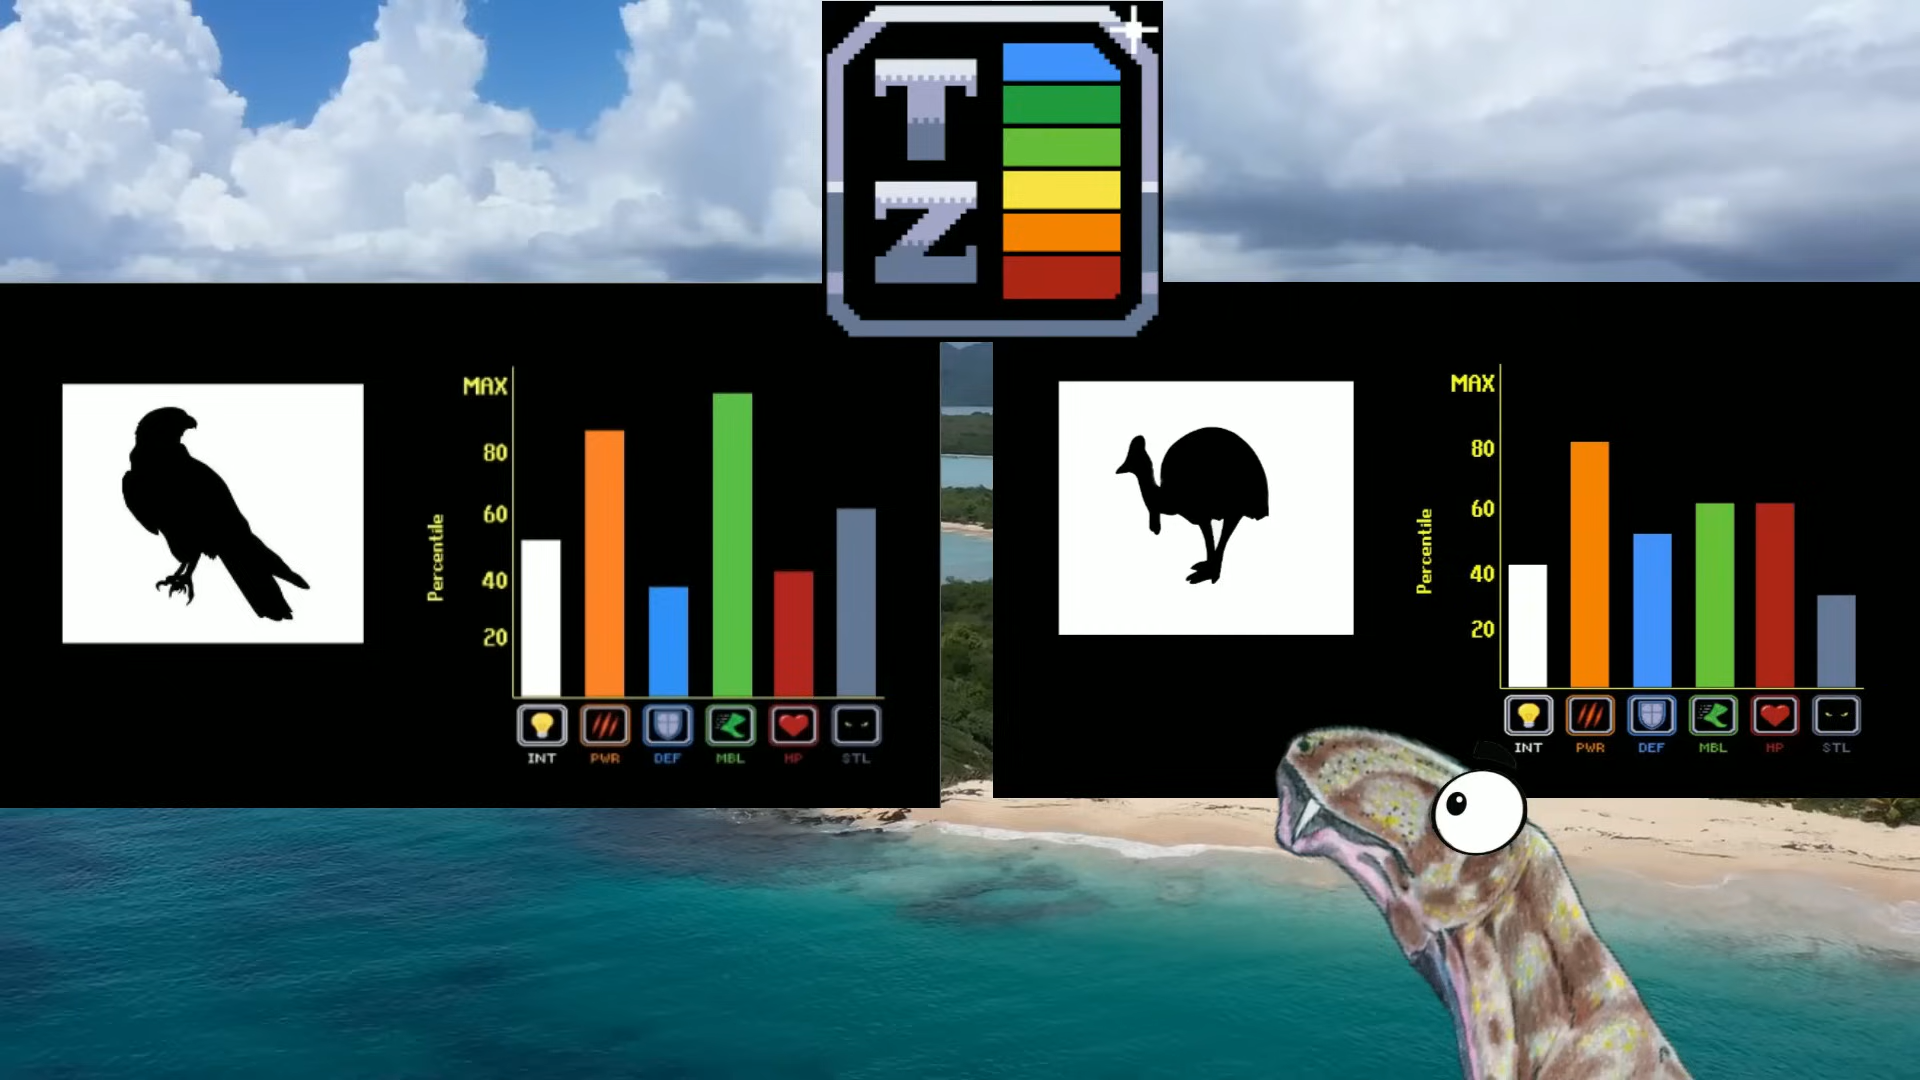 T
Z
MAX
80
60
40
20
Percentile
INT PWR DEF MBL HP STL
MAX
80
60
40
20
Percentile
INT PWR DEF MBL HP STL